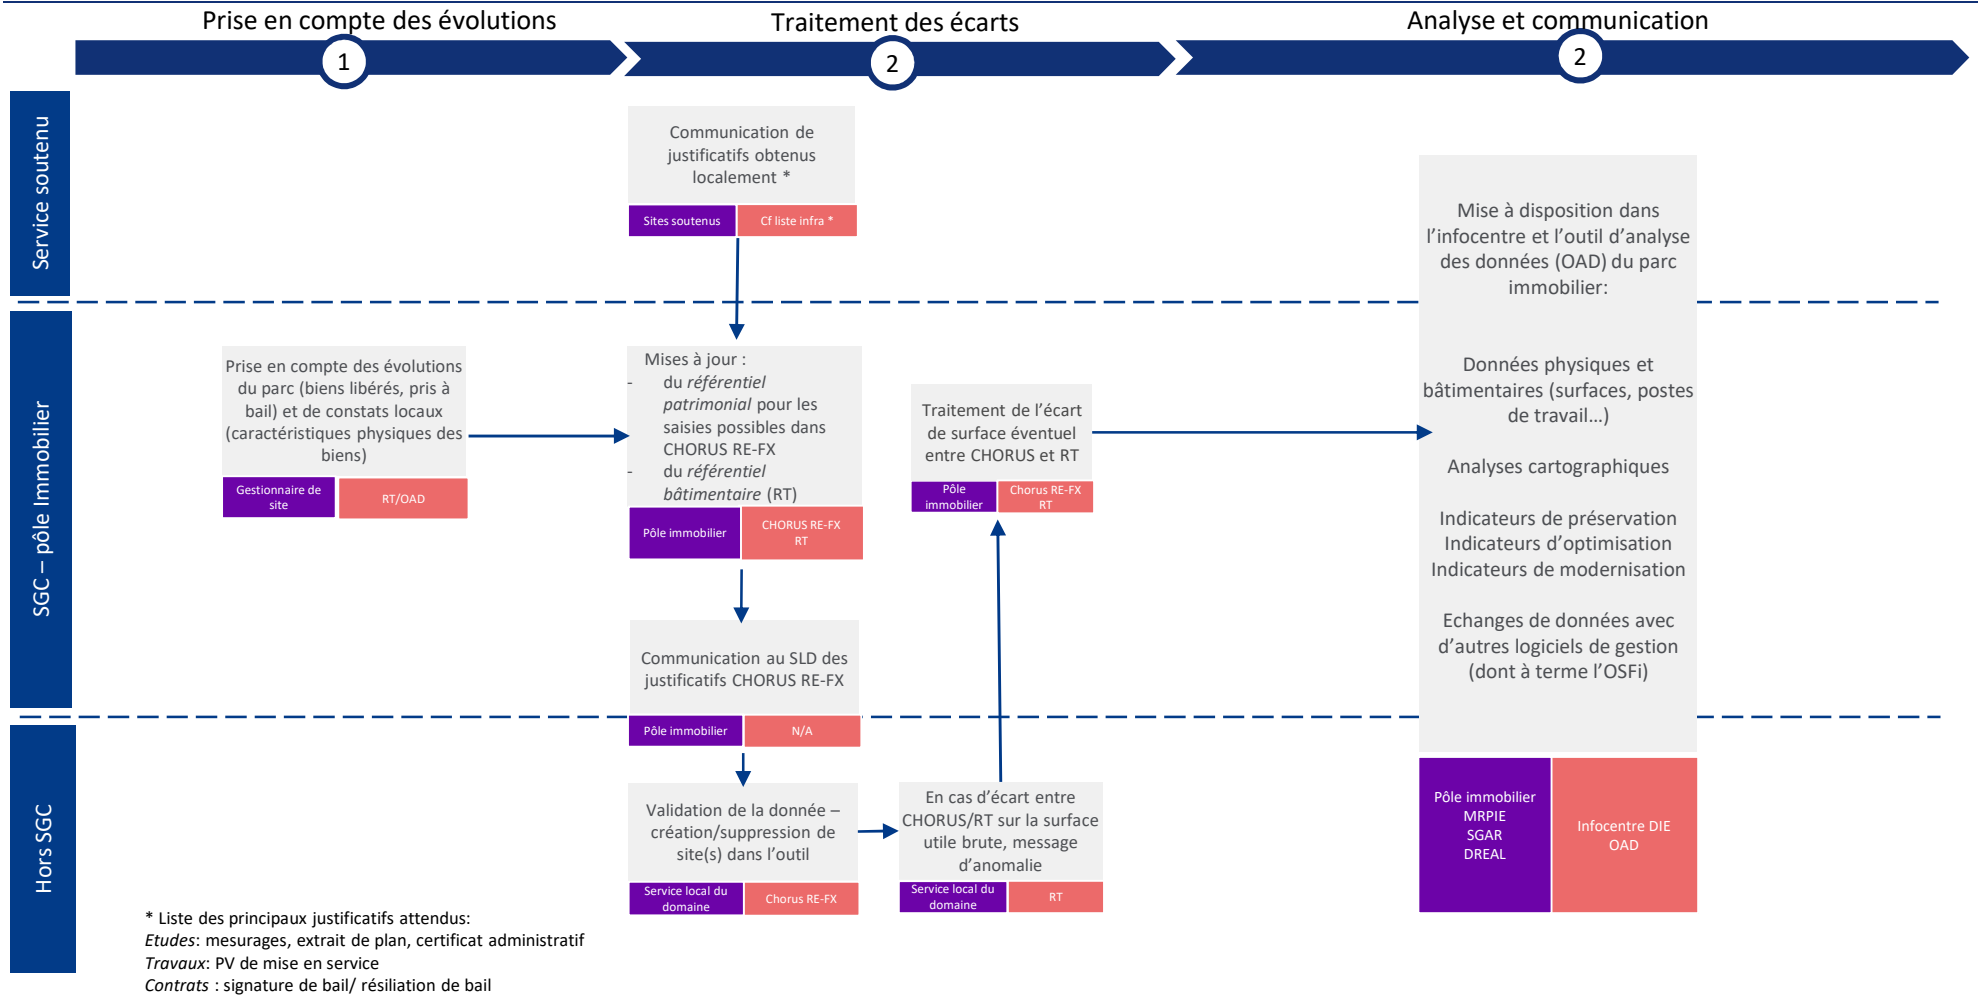 Prise en compte des évolutions
Traitement des écarts
Analyse et communication
1
2
2
Service soutenu
Communication de
justificatifs obtenus
localement *
Sites soutenus
Cf liste infra *
SGC – pôle Immobilier
Prise en compte des évolutions
du parc (biens libérés, pris à
bail) et de constats locaux
(caractéristiques physiques des
biens)
Gestionnaire de
site
RT/OAD
Mises à jour :
- du référentiel
patrimonial pour les
saisies possibles dans
CHORUS RE-FX
- du référentiel
bâtimentaire (RT)
Pôle immobilier
CHORUS RE-FX
RT
Traitement de l’écart
de surface éventuel
entre CHORUS et RT
Pôle
immobilier
Chorus RE-FX
RT
Communication au SLD des
justificatifs CHORUS RE-FX
Pôle immobilier
N/A
Hors SGC
Validation de la donnée –
création/suppression de
site(s) dans l’outil
Service local du
domaine
Chorus RE-FX
En cas d’écart entre
CHORUS/RT sur la surface
utile brute, message
d’anomalie
Service local du
domaine
RT
Mise à disposition dans
l’infocentre et l’outil d’analyse
des données (OAD) du parc
immobilier:
Données physiques et
bâtimentaires (surfaces, postes
de travail…)
Analyses cartographiques
Indicateurs de préservation
Indicateurs d’optimisation
Indicateurs de modernisation
Echanges de données avec
d’autres logiciels de gestion
(dont à terme l’OSFi)
Pôle immobilier
MRPIE
SGAR
DREAL
Infocentre DIE
OAD
* Liste des principaux justificatifs attendus:
Etudes: mesurages, extrait de plan, certificat administratif
Travaux: PV de mise en service
Contrats : signature de bail/ résiliation de bail